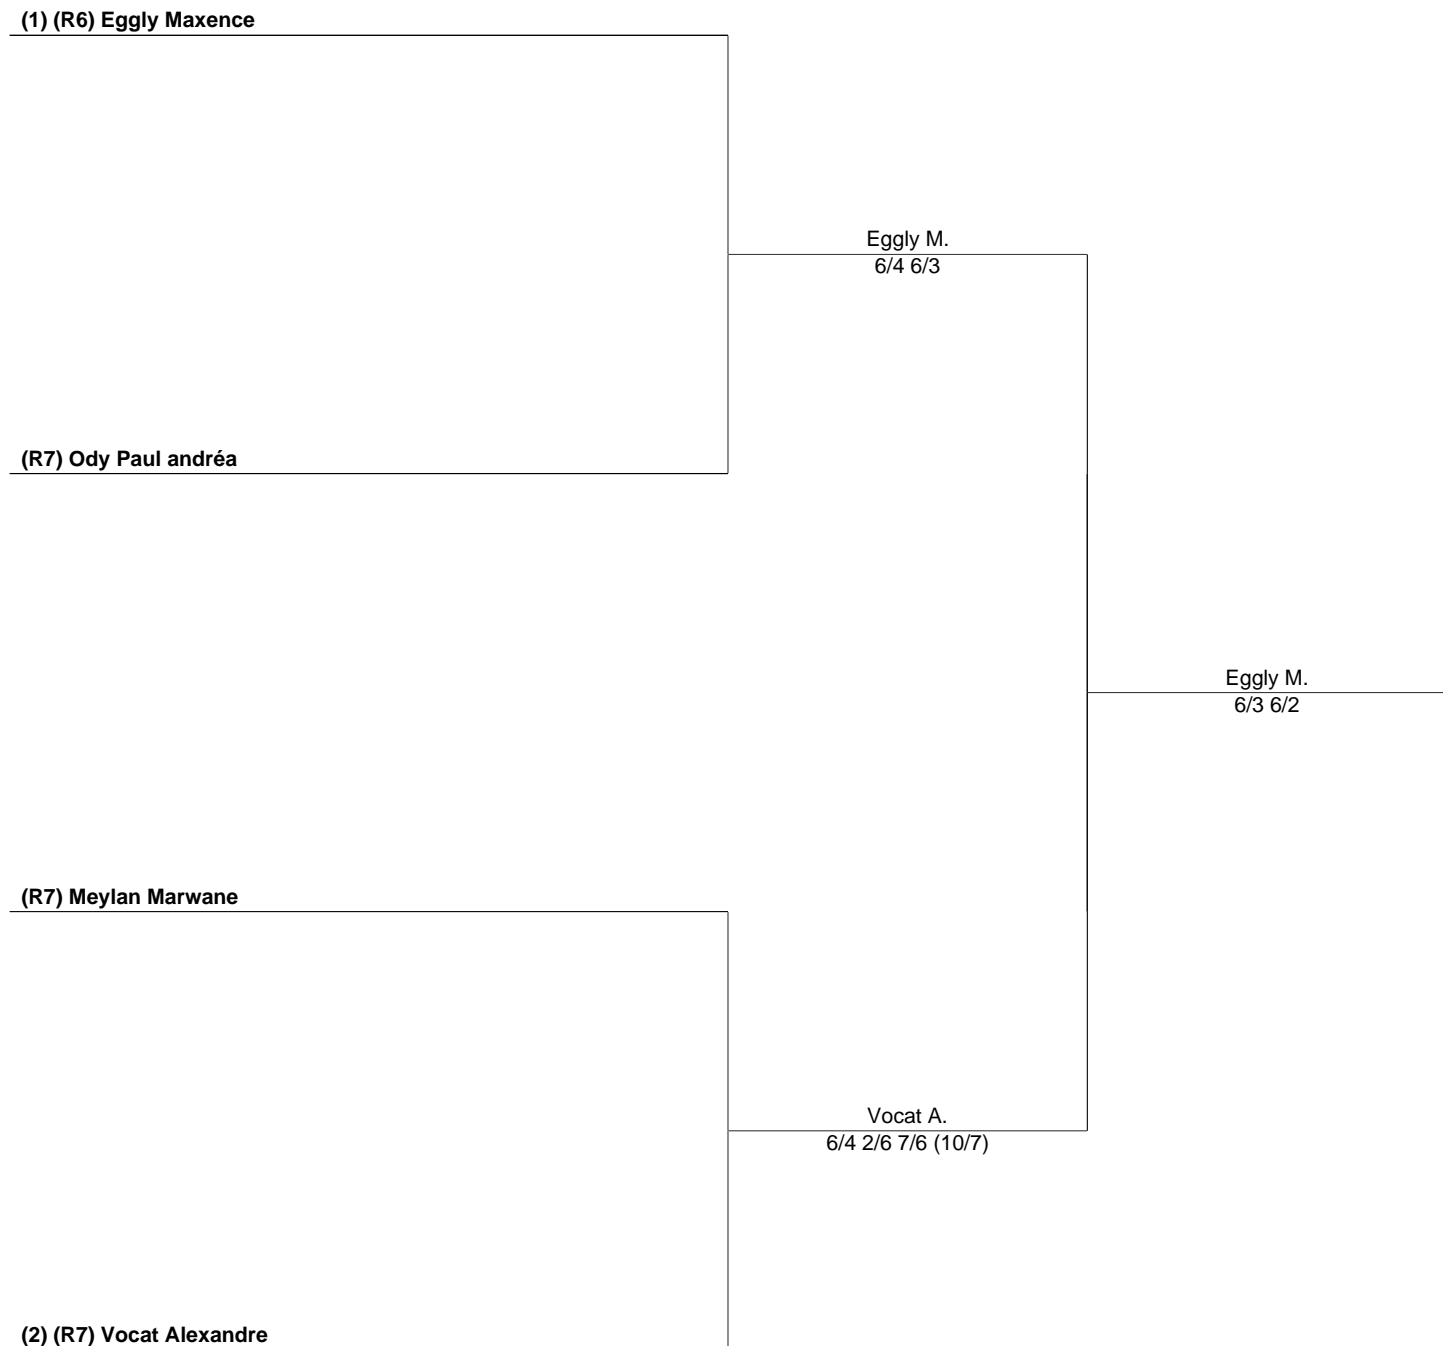 (1) (R6) Eggly Maxence
Eggly M.
6/4 6/3
(R7) Ody Paul andréa
Eggly M.
6/3 6/2
(R7) Meylan Marwane
Vocat A.
6/4 2/6 7/6 (10/7)
(2) (R7) Vocat Alexandre